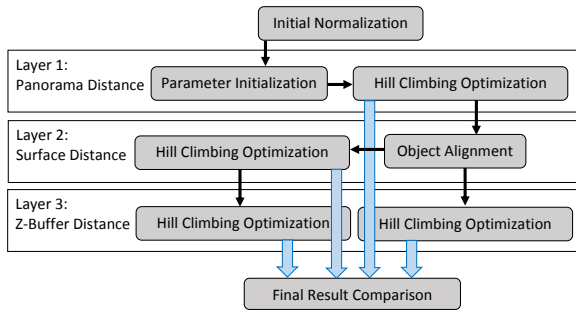 Initial Normalization
Layer 1:
Panorama Distance
Parameter Initialization
Hill Climbing Optimization
Layer 2:
Surface Distance
Hill Climbing Optimization
Object Alignment
Layer 3:
Z-Buffer Distance
Hill Climbing Optimization
Hill Climbing Optimization
Final Result Comparison